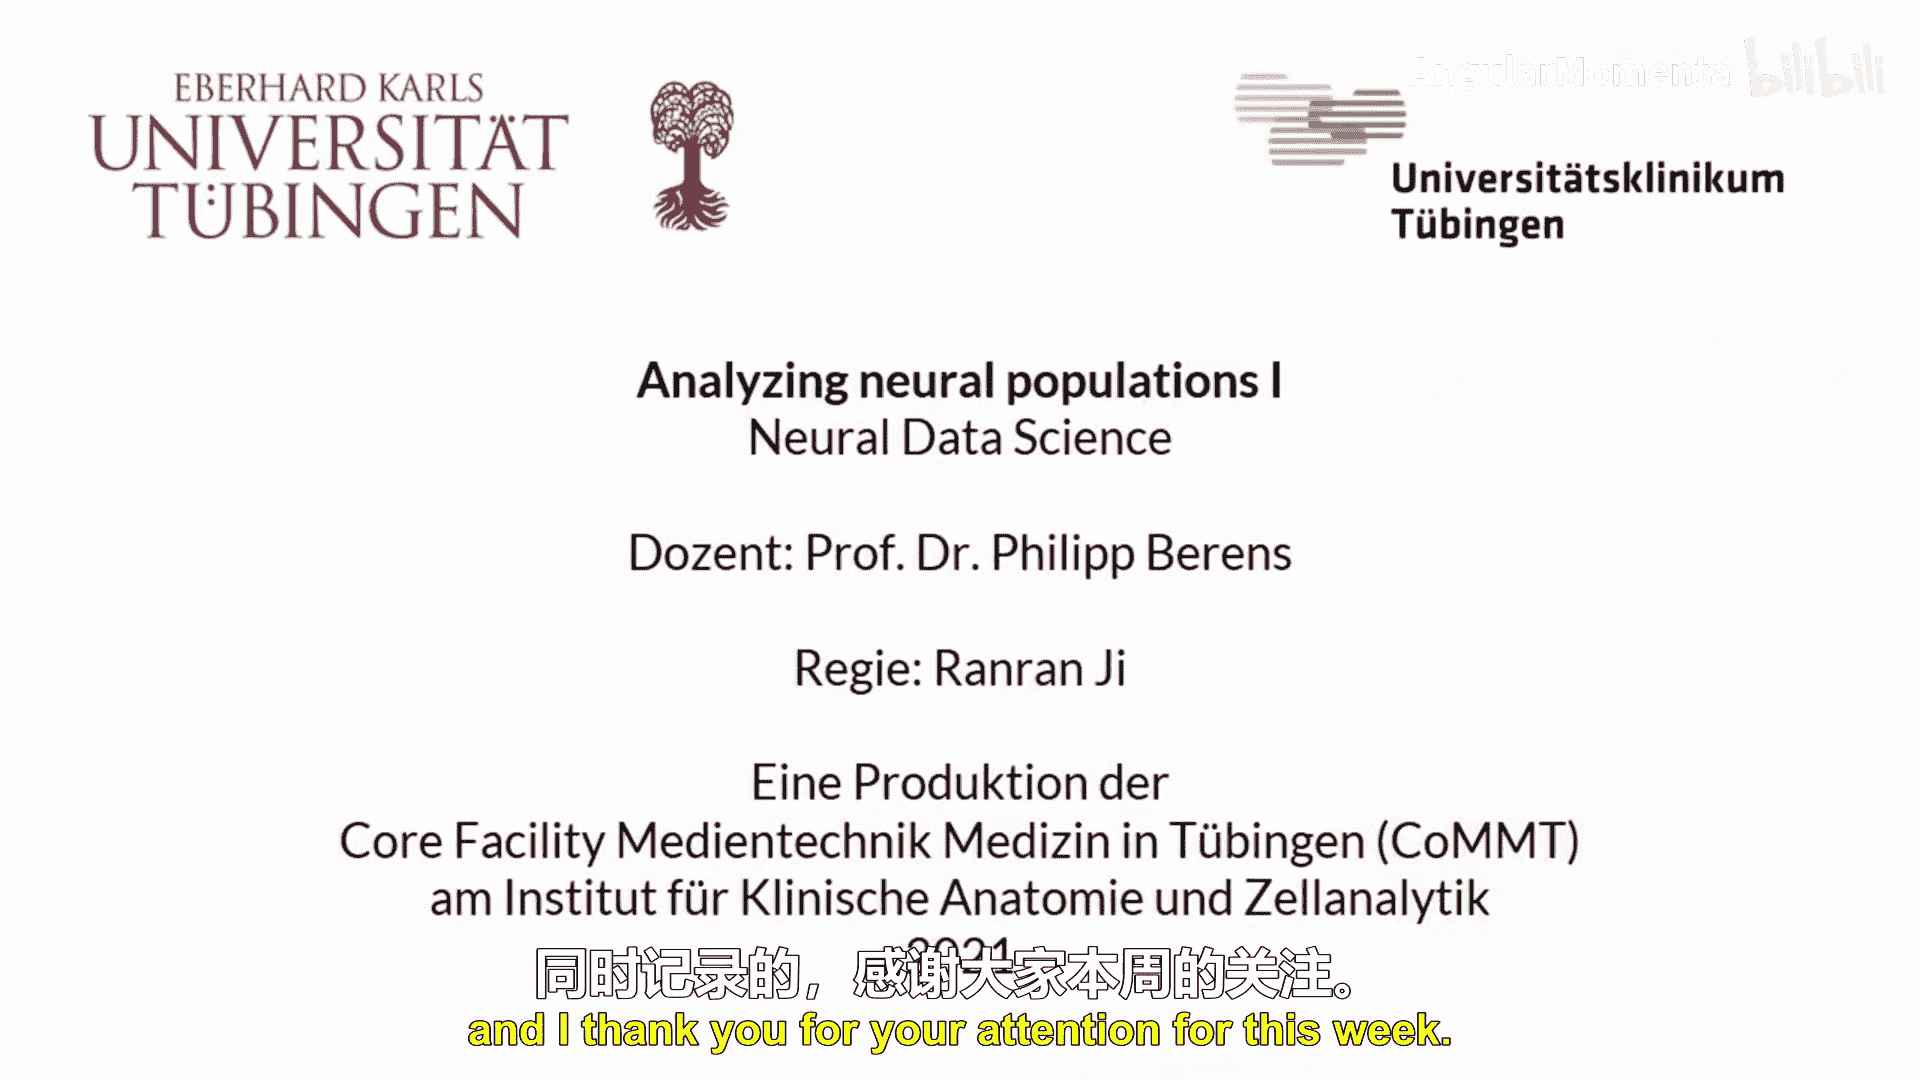 EBERHARD KARLS
UNIVERSITÄT
TÜBINGEN
AngularMomenta bilibili
Universitätsklinikum
Tübingen
Analyzing neural populations I
Neural Data Science
Dozent: Prof. Dr. Philipp Berens
Regie: Ranran Ji
Eine Produktion der
Core Facility Medientechnik Medizin in Tübingen (CoMMT)
am Institut für Klinische Anatomie und Zellanalytik
2021
同时记录的，感谢大家本周的关注。
and I thank you for your attention for this week.